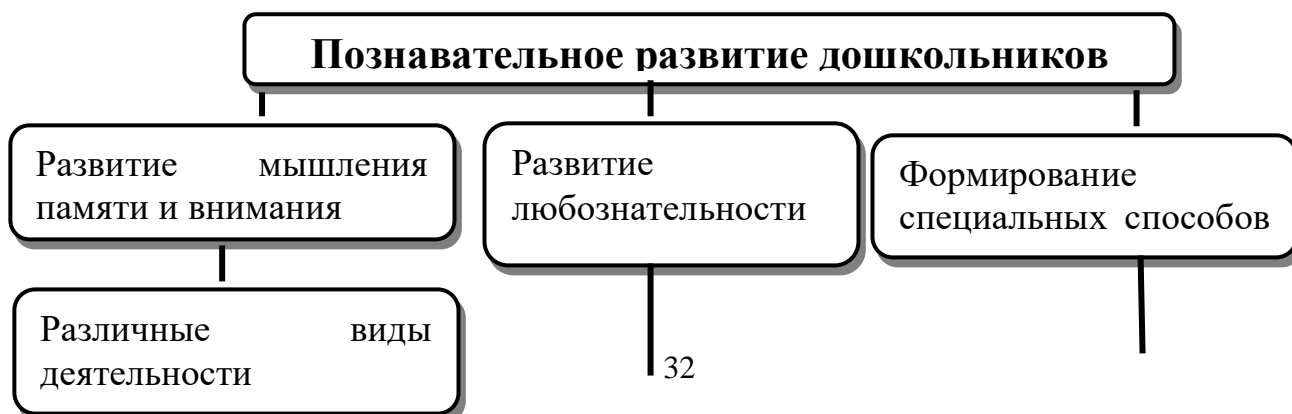 Познавательное развитие дошкольников
Развитие мышления
памяти и внимания
Развитие
любознательности
Формирование
специальных способов
Различные виды
деятельности
32